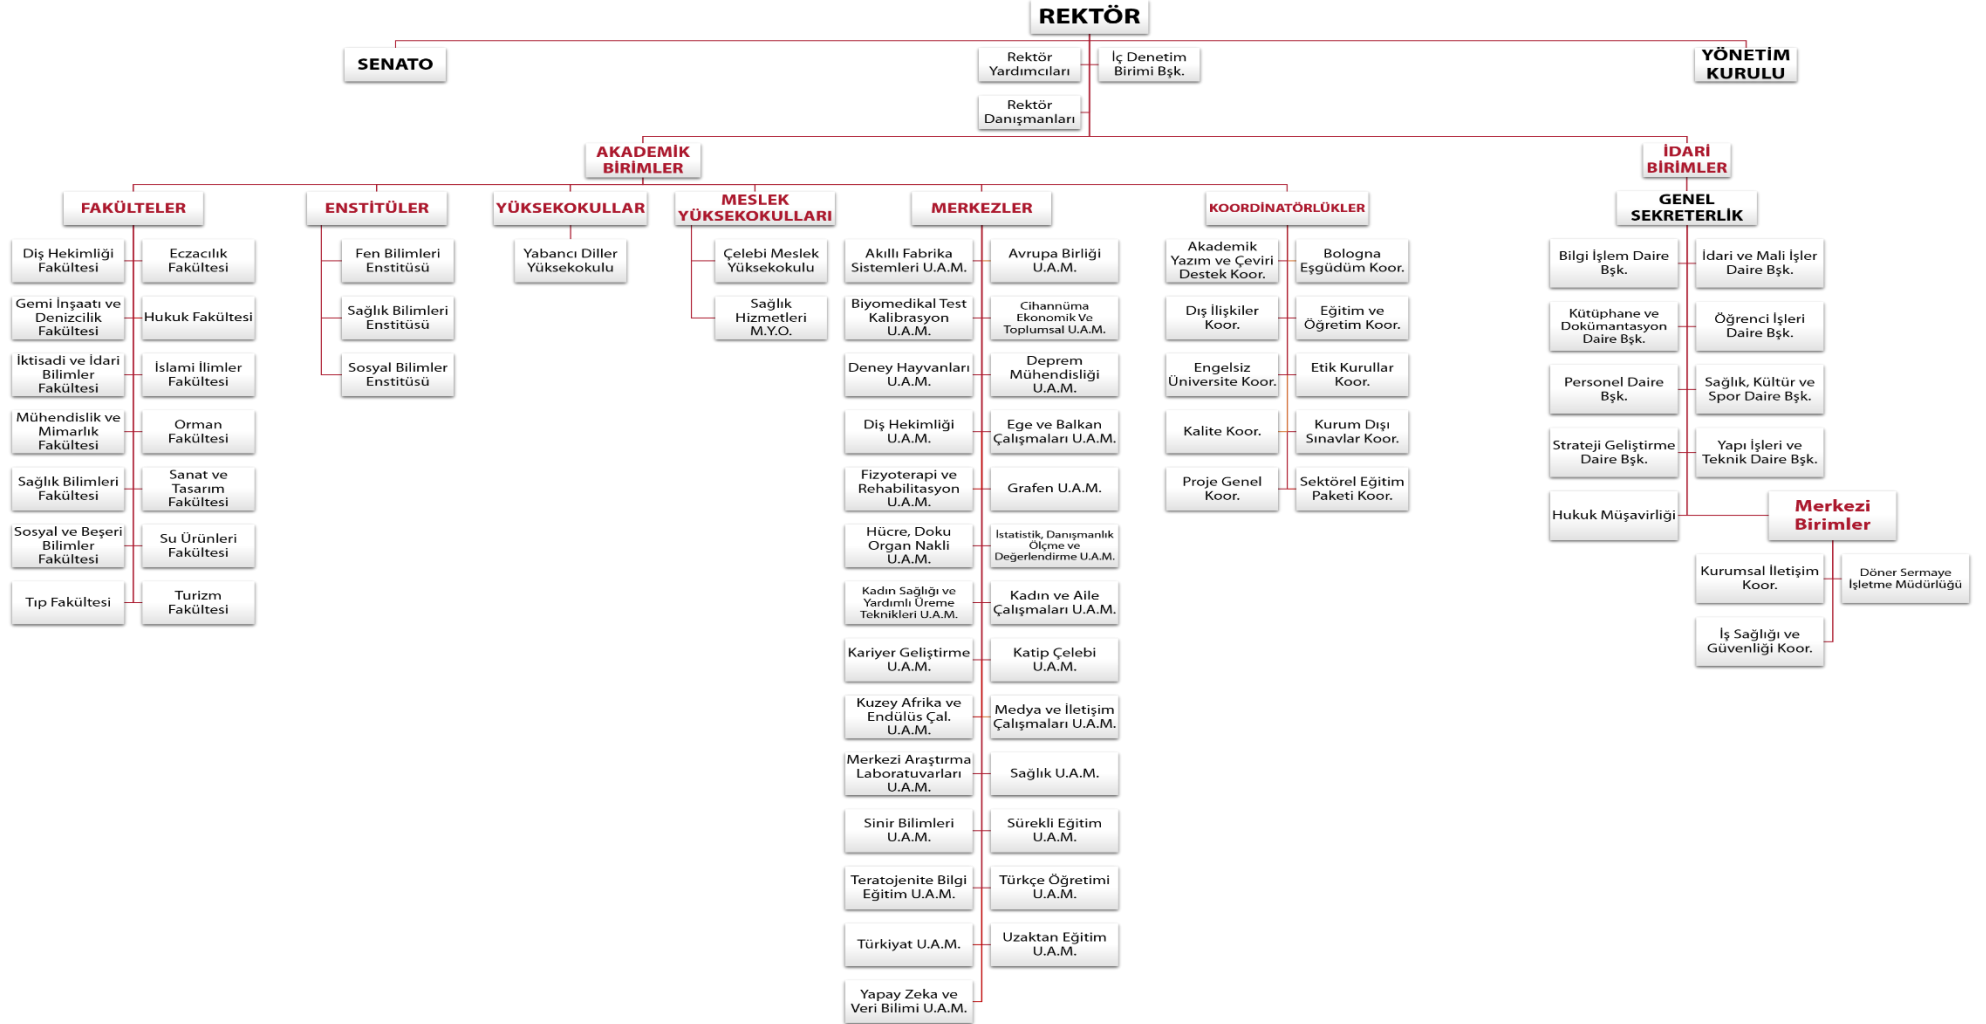 REKTÖR
SENATO
Rektör
Yardımcıları
İç Denetim
Birimi Bşk.
YÖNETİM
KURULU
Rektör
Danışmanları
AKADEMİK
BİRİMLER
İDARİ
BİRİMLER
FAKÜLTELER
ENSTİTÜLER
YÜKSEKOKULLAR
MESLEK
YÜKSEKOKULLARI
MERKEZLER
KOORDİNATÖRLÜKLER
GENEL
SEKRETERLİK
Diş Hekimliği
Fakültesi
Eczacılık
Fakültesi
Gemi İnşaatı ve
Denizcilik
Fakültesi
Hukuk Fakültesi
İktisadi ve İdari
Bilimler
Fakültesi
İslami İlimler
Fakültesi
Mühendislik ve
Mimarlık
Fakültesi
Orman
Fakültesi
Sağlık Bilimleri
Fakültesi
Sanat ve
Tasarım
Fakültesi
Sosyal ve Beşeri
Bilimler
Fakültesi
Su Ürünleri
Fakültesi
Tıp Fakültesi
Turizm
Fakültesi
Fen Bilimleri
Enstitüsü
Sağlık Bilimleri
Enstitüsü
Sosyal Bilimler
Enstitüsü
Yabancı Diller
Yüksekokulu
Çelebi Meslek
Yüksekokulu
Sağlık
Hizmetleri
M.Y.O.
Akıllı Fabrika
Sistemleri U.A.M.
Avrupa Birliği
U.A.M.
Biyomedikal Test
Kalibrasyon
U.A.M.
Cihannüma
Ekonomik Ve
Toplumsal U.A.M.
Deney Hayvanları
U.A.M.
Deprem
Mühendisliği
U.A.M.
Diş Hekimliği
U.A.M.
Ege ve Balkan
Çalışmaları U.A.M.
Fizyoterapi ve
Rehabilitasyon
U.A.M.
Grafen U.A.M.
Hücre, Doku
Organ Nakli
U.A.M.
İstatistik, Danışmanlık
Ölçme ve
Değerlendirme U.A.M.
Kadın Sağlığı ve
Yardımlı Üreme
Teknikleri U.A.M.
Kadın ve Aile
Çalışmaları U.A.M.
Kariyer Geliştirme
U.A.M.
Katip Çelebi
U.A.M.
Kuzey Afrika ve
Endülüs Çal.
U.A.M.
Medya ve İletişim
Çalışmaları U.A.M.
Merkezi Araştırma
Laboratuvarları
U.A.M.
Sağlık U.A.M.
Sinir Bilimleri
U.A.M.
Sürekli Eğitim
U.A.M.
Teratojenite Bilgi
Eğitim U.A.M.
Türkçe Öğretimi
U.A.M.
Türkiyat U.A.M.
Uzaktan Eğitim
U.A.M.
Yapay Zeka ve
Veri Bilimi U.A.M.
Akademik
Yazım ve Çeviri
Destek Koor.
Bologna
Eşgüdüm Koor.
Dış İlişkiler
Koor.
Eğitim ve
Öğretim Koor.
Engelsiz
Üniversite Koor.
Etik Kurullar
Koor.
Kalite Koor.
Kurum Dışı
Sınavlar Koor.
Proje Genel
Koor.
Sektörel Eğitim
Paketi Koor.
Bilgi İşlem Daire
Bşk.
İdari ve Mali İşler
Daire Bşk.
Kütüphane ve
Dokümantasyon
Daire Bşk.
Öğrenci İşleri
Daire Bşk.
Personel Daire
Bşk.
Sağlık, Kültür ve
Spor Daire Bşk.
Strateji Geliştirme
Daire Bşk.
Yapı İşleri ve
Teknik Daire Bşk.
Hukuk Müşavirliği
Merkezi
Birimler
Kurumsal İletişim
Koor.
Döner Sermaye
İşletme Müdürlüğü
İş Sağlığı ve
Güvenliği Koor.